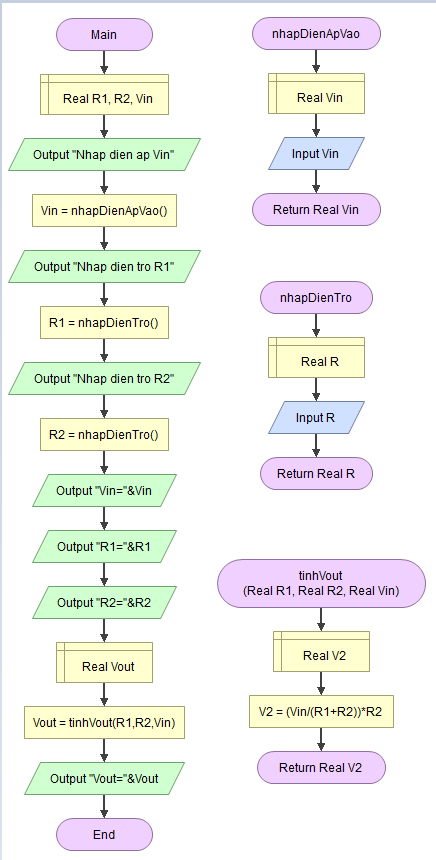 Main
Real R1, R2, Vin
Output "Nhap dien ap Vin"
Vin = nhapDienApVao()
Output "Nhap dien tro R1"
R1 = nhapDienTro()
Output "Nhap dien tro R2"
R2 = nhapDienTro()
Output "Vin="&Vin
Output "R1="&R1
Output "R2="&R2
Real Vout
Vout = tinhVout(R1,R2,Vin)
Output "Vout="&Vout
End
nhapDienApVao
Real Vin
Input Vin
Return Real Vin
nhapDienTro
Real R
Input R
Return Real R
tinhVout
(Real R1, Real R2, Real Vin)
Real V2
V2 = (Vin/(R1+R2))*R2
Return Real V2